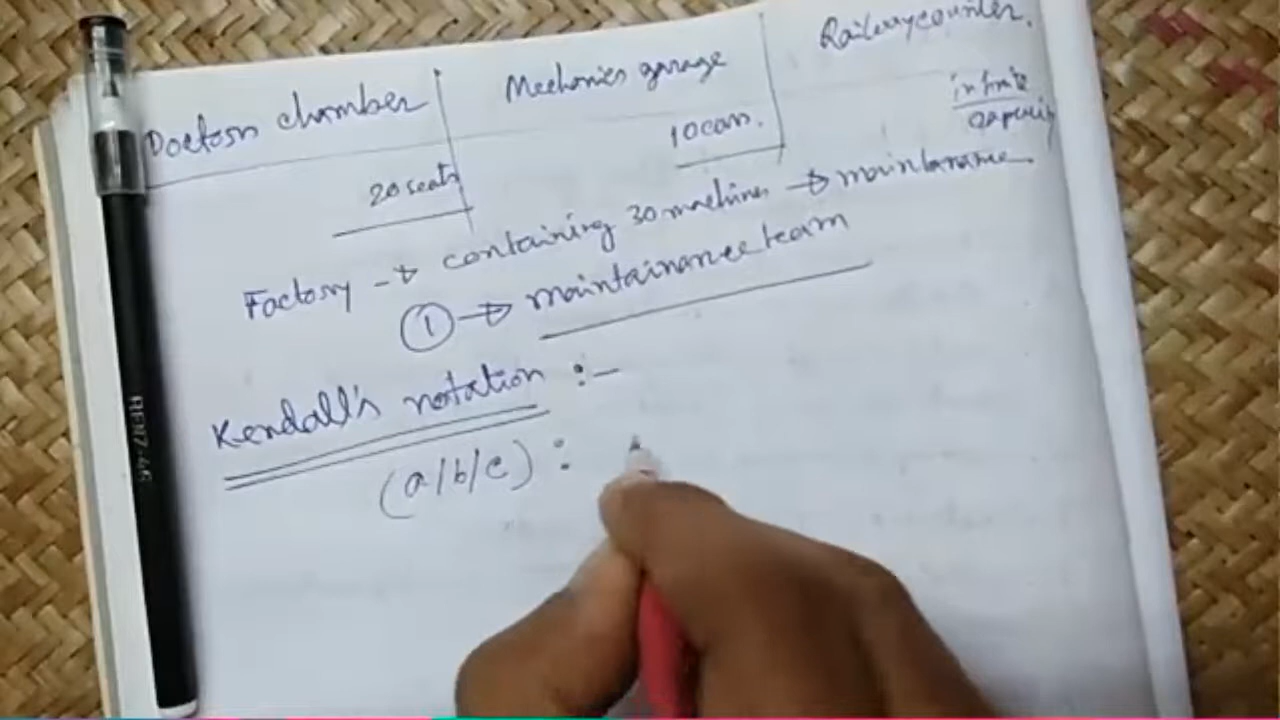 Doctors chamber
Mechanics garage
Railway counter.
20 seats
10 cars.
infinite
capacity
Factory → containing 30 machines → maintanance.
① → maintainance team
Kendall's notation :-
(a/b/c) :